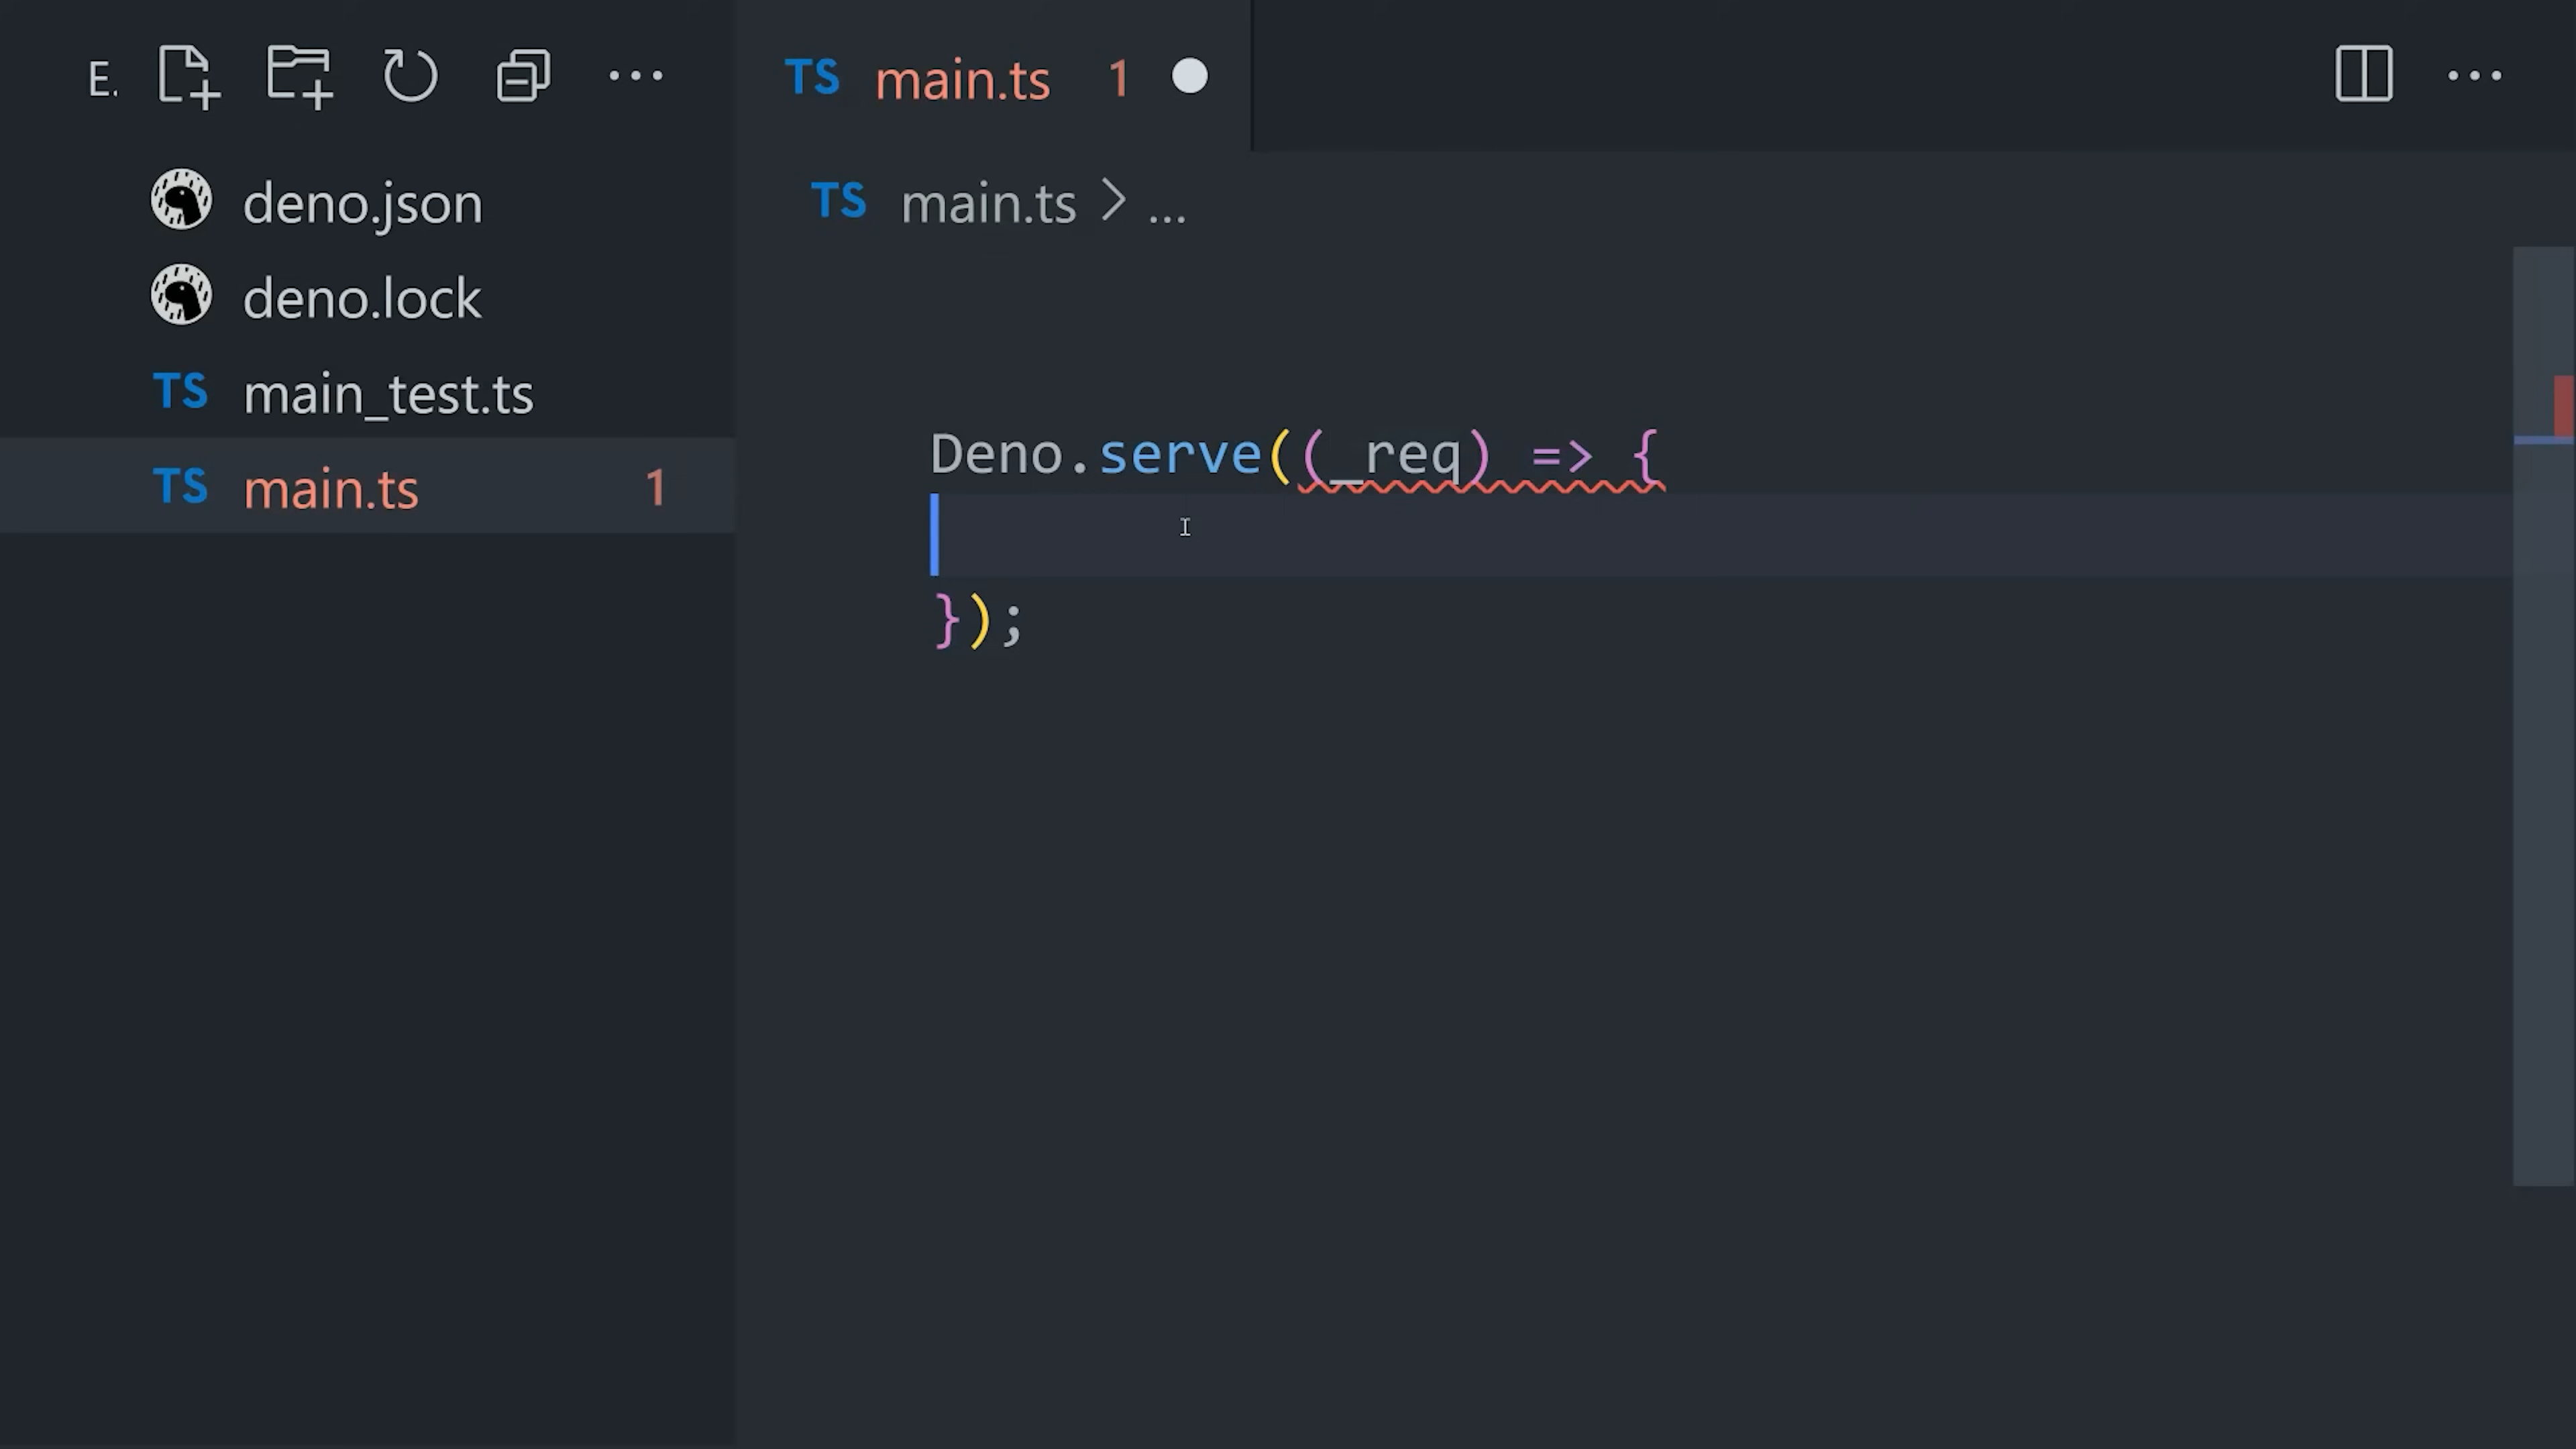 E.
deno.json
deno.lock
TS main_test.ts
TS main.ts 1
TS main.ts 1
TS main.ts > ...
Deno.serve((_req) => {
});